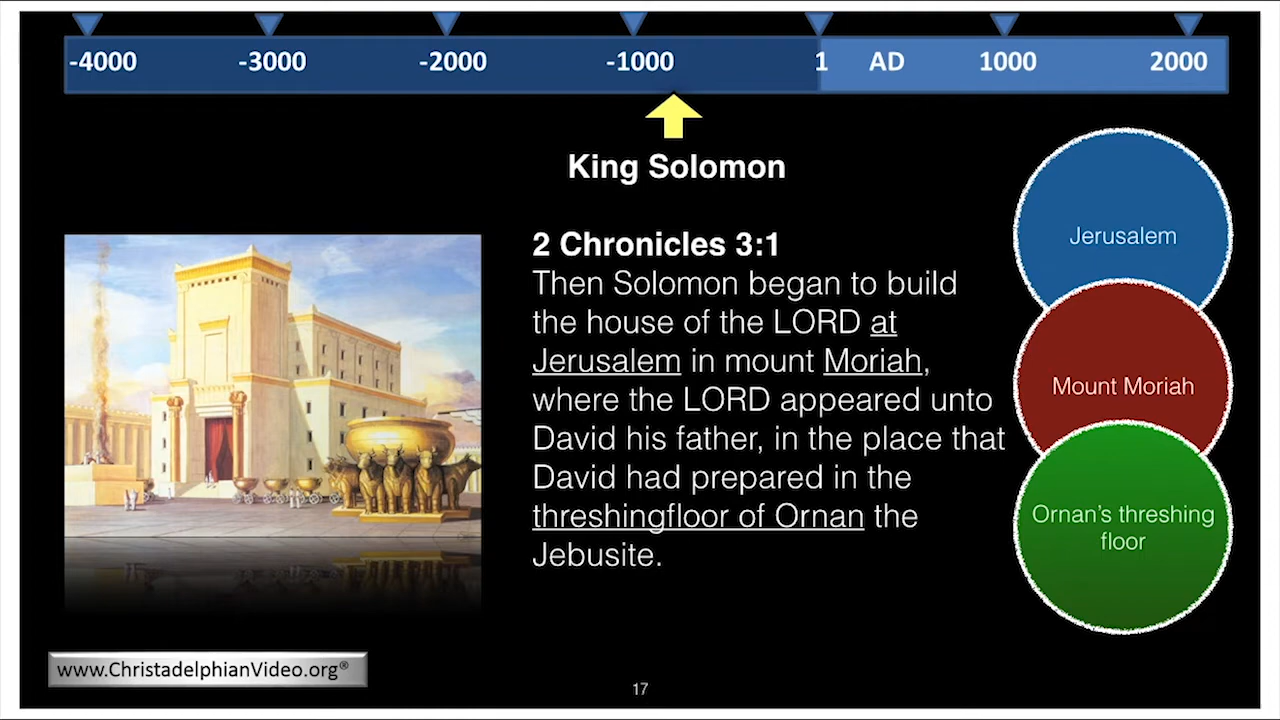 -4000 -3000 -2000 -1000 1 AD 1000 2000
King Solomon
2 Chronicles 3:1
Then Solomon began to build
the house of the LORD at
Jerusalem in mount Moriah,
where the LORD appeared unto
David his father, in the place that
David had prepared in the
threshingfloor of Ornan the
Jebusite.
Jerusalem
Mount Moriah
Ornan's threshing
floor
www.ChristadelphianVideo.org®
17